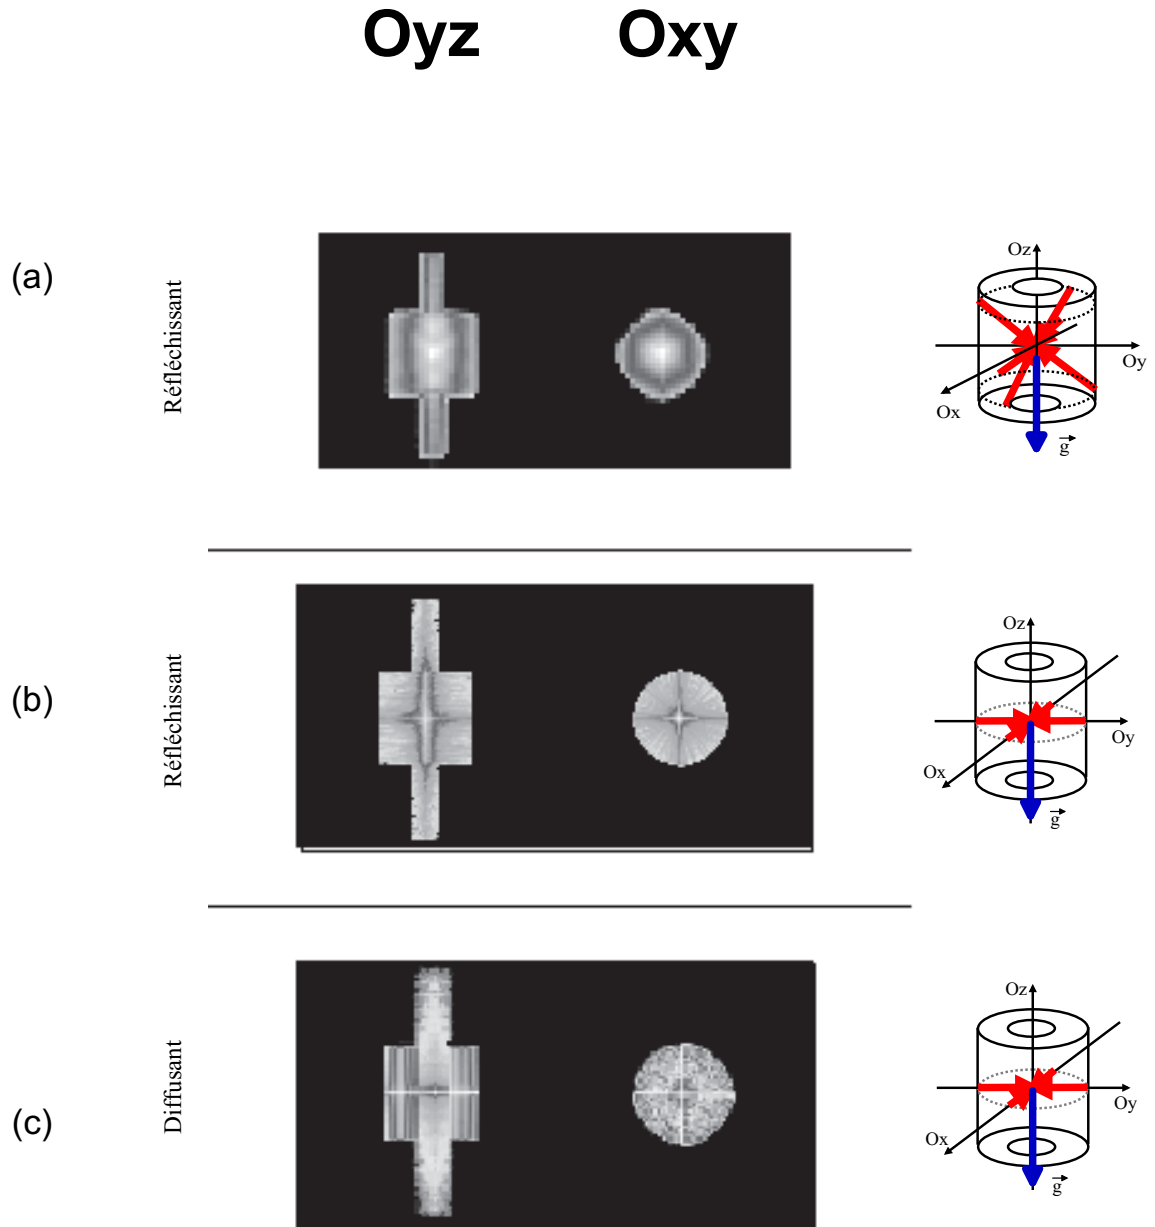 Oyz Oxy
(a)
Réfléchissant
Oz
Oy
Ox
g
(b)
Réfléchissant
Oz
Oy
Ox
g
(c)
Diffusant
Oz
Oy
Ox
g